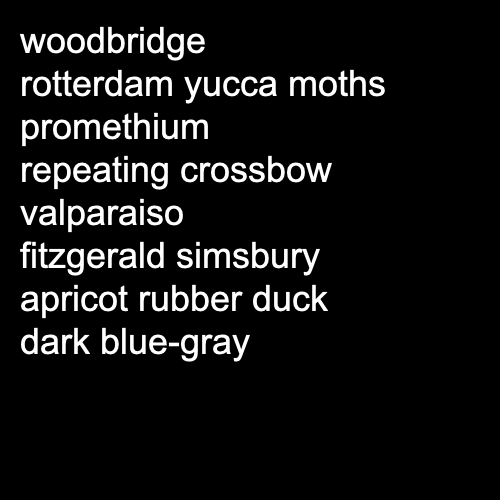 woodbridge
rotterdam yucca moths
promethium
repeating crossbow
valparaiso
fitzgerald simsbury
apricot rubber duck
dark blue-gray